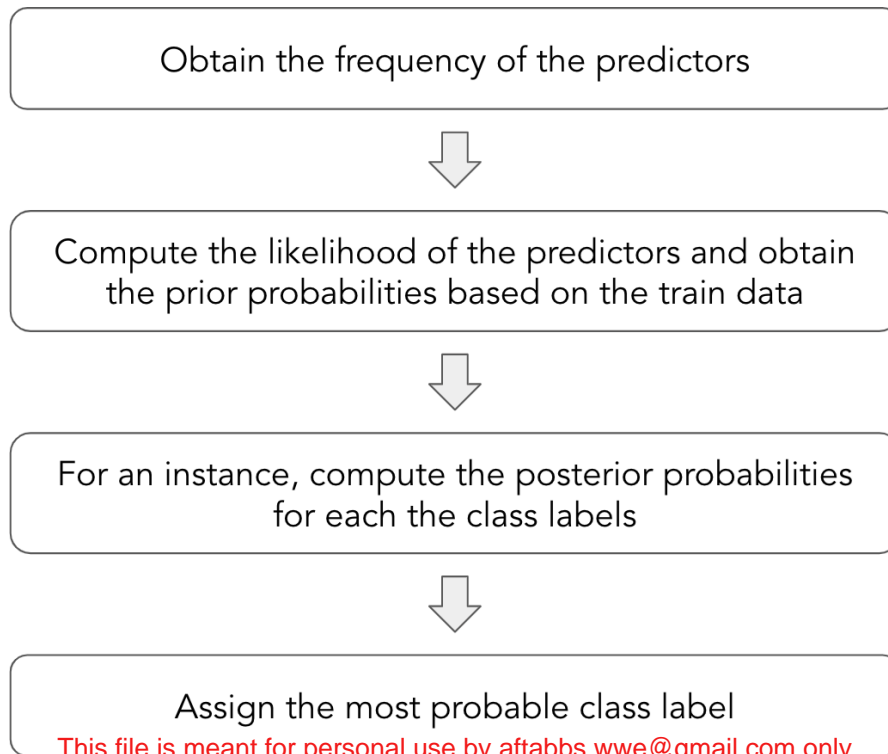 Obtain the frequency of the predictors
Compute the likelihood of the predictors and obtain
the prior probabilities based on the train data
For an instance, compute the posterior probabilities
for each the class labels
Assign the most probable class label
This file is meant for personal use by aftabbs.wwe@gmail.com only.